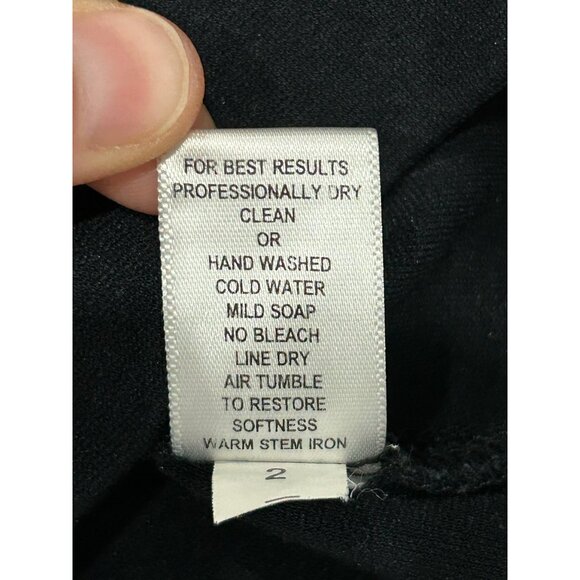 FOR BEST RESULTS
PROFESSIONALLY DRY
CLEAN
OR
HAND WASHED
COLD WATER
MILD SOAP
NO BLEACH
LINE DRY
AIR TUMBLE
TO RESTORE
SOFTNESS
WARM STEM IRON
2